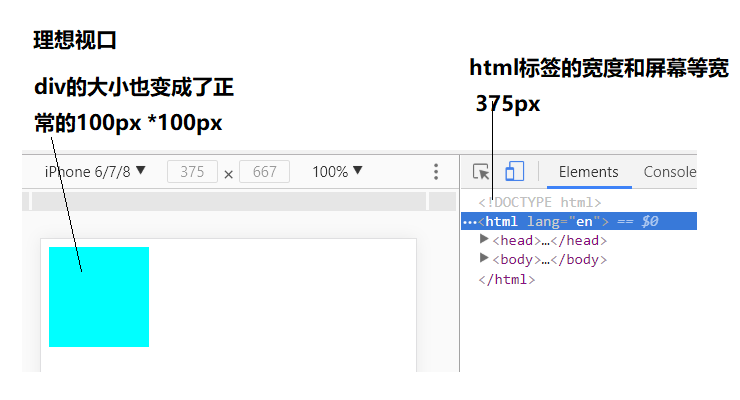 理想视口
div的大小也变成了正
常的100px *100px
html标签的宽度和屏幕等宽
375px
iPhone 6/7/8 ▼ 375 × 667 100% ▼
Elements Console
<!DOCTYPE html>
…<html lang="en"> == $0
▶<head>…</head>
▶<body>…</body>
</html>